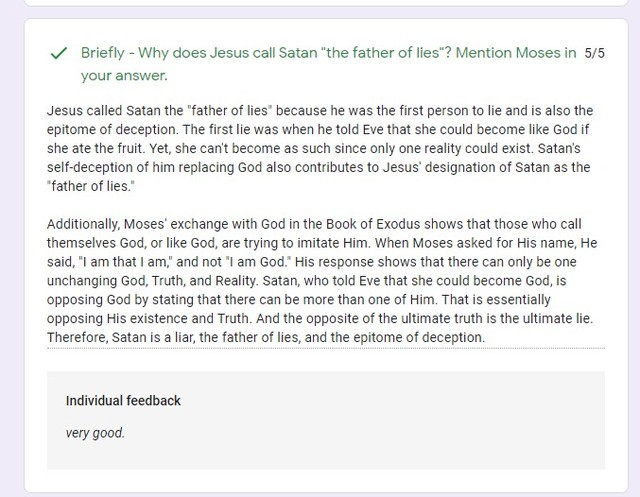 Briefly - Why does Jesus call Satan "the father of lies"? Mention Moses in 5/5
your answer.
Jesus called Satan the "father of lies" because he was the first person to lie and is also the
epitome of deception. The first lie was when he told Eve that she could become like God if
she ate the fruit. Yet, she can't become as such since only one reality could exist. Satan's
self-deception of him replacing God also contributes to Jesus' designation of Satan as the
"father of lies."
Additionally, Moses' exchange with God in the Book of Exodus shows that those who call
themselves God, or like God, are trying to imitate Him. When Moses asked for His name, He
said, "I am that I am," and not "I am God." His response shows that there can only be one
unchanging God, Truth, and Reality. Satan, who told Eve that she could become God, is
opposing God by stating that there can be more than one of Him. That is essentially
opposing His existence and Truth. And the opposite of the ultimate truth is the ultimate lie.
Therefore, Satan is a liar, the father of lies, and the epitome of deception.
Individual feedback
very good.